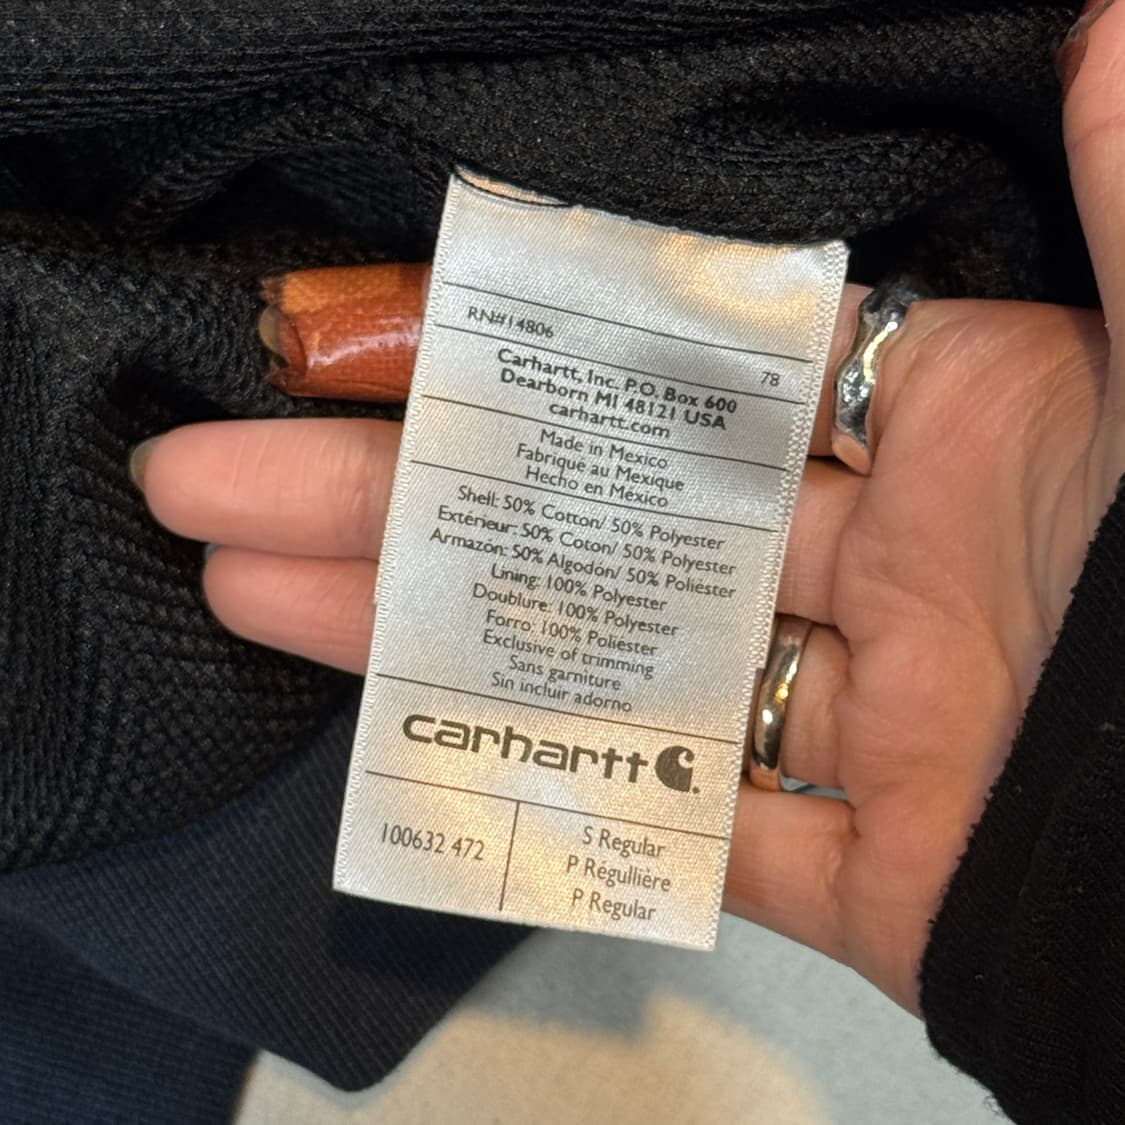 RN#14806
78
Carhartt, Inc. P.O. Box 600
Dearborn MI 48121 USA
carhartt.com
Made in Mexico
Fabriqué au Mexique
Hecho en México
Shell: 50% Cotton/ 50% Polyester
Extérieur: 50% Coton/ 50% Polyester
Armazón: 50% Algodon/ 50% Poliéster
Lining: 100% Polyester
Doublure: 100% Polyester
Forro: 100% Poliester
Exclusive of trimming
Sans garniture
Sin incluir adorno
carhartt
100632 472
S Regular
P Régullière
P Regular